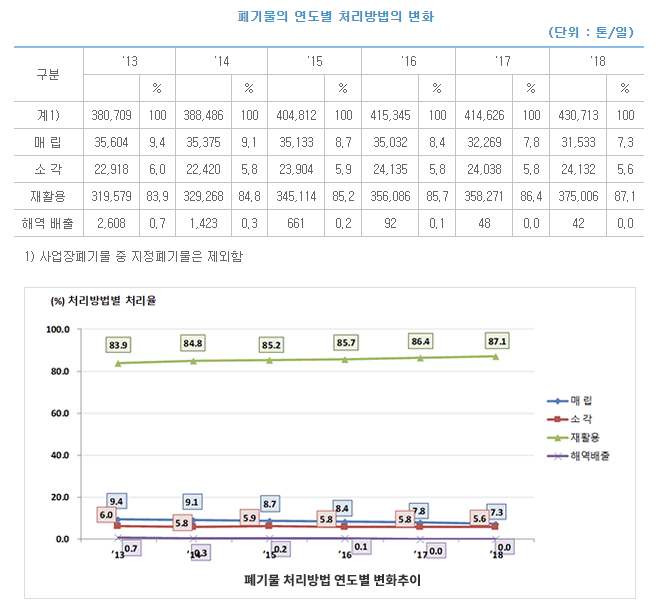 폐기물의 연도별 처리방법의 변화
(단위 : 톤/일)
구분 '13 '14 '15 '16 '17 '18
% % % % % %
계1) 380,709 100 388,486 100 404,812 100 415,345 100 414,626 100 430,713 100
매 립 35,604 9,4 35,375 9,1 35,133 8,7 35,032 8,4 32,269 7,8 31,533 7,3
소 각 22,918 6,0 22,420 5,8 23,904 5,9 24,135 5,8 24,038 5,8 24,132 5,6
재활용 319,579 83,9 329,268 84,8 345,114 85,2 356,086 85,7 358,271 86,4 375,006 87,1
해역 배출 2,608 0,7 1,423 0,3 661 0,2 92 0,1 48 0,0 42 0,0
1) 사업장폐기물 중 지정폐기물은 제외함
(%) 처리방법별 처리율
100.0
83.9 84.8 85.2 85.7 86.4 87.1
80.0
60.0
매 립
소 각
재활용
해역배출
40.0
20.0
9.4 9.1 8.7 8.4 7.8 7.3
6.0 5.8 5.9 5.8 5.8 5.6
0.0
0.7 0.3 0.2 0.1 0.0 0.0
'13 '14 '15 '16 '17 '18
폐기물 처리방법 연도별 변화추이